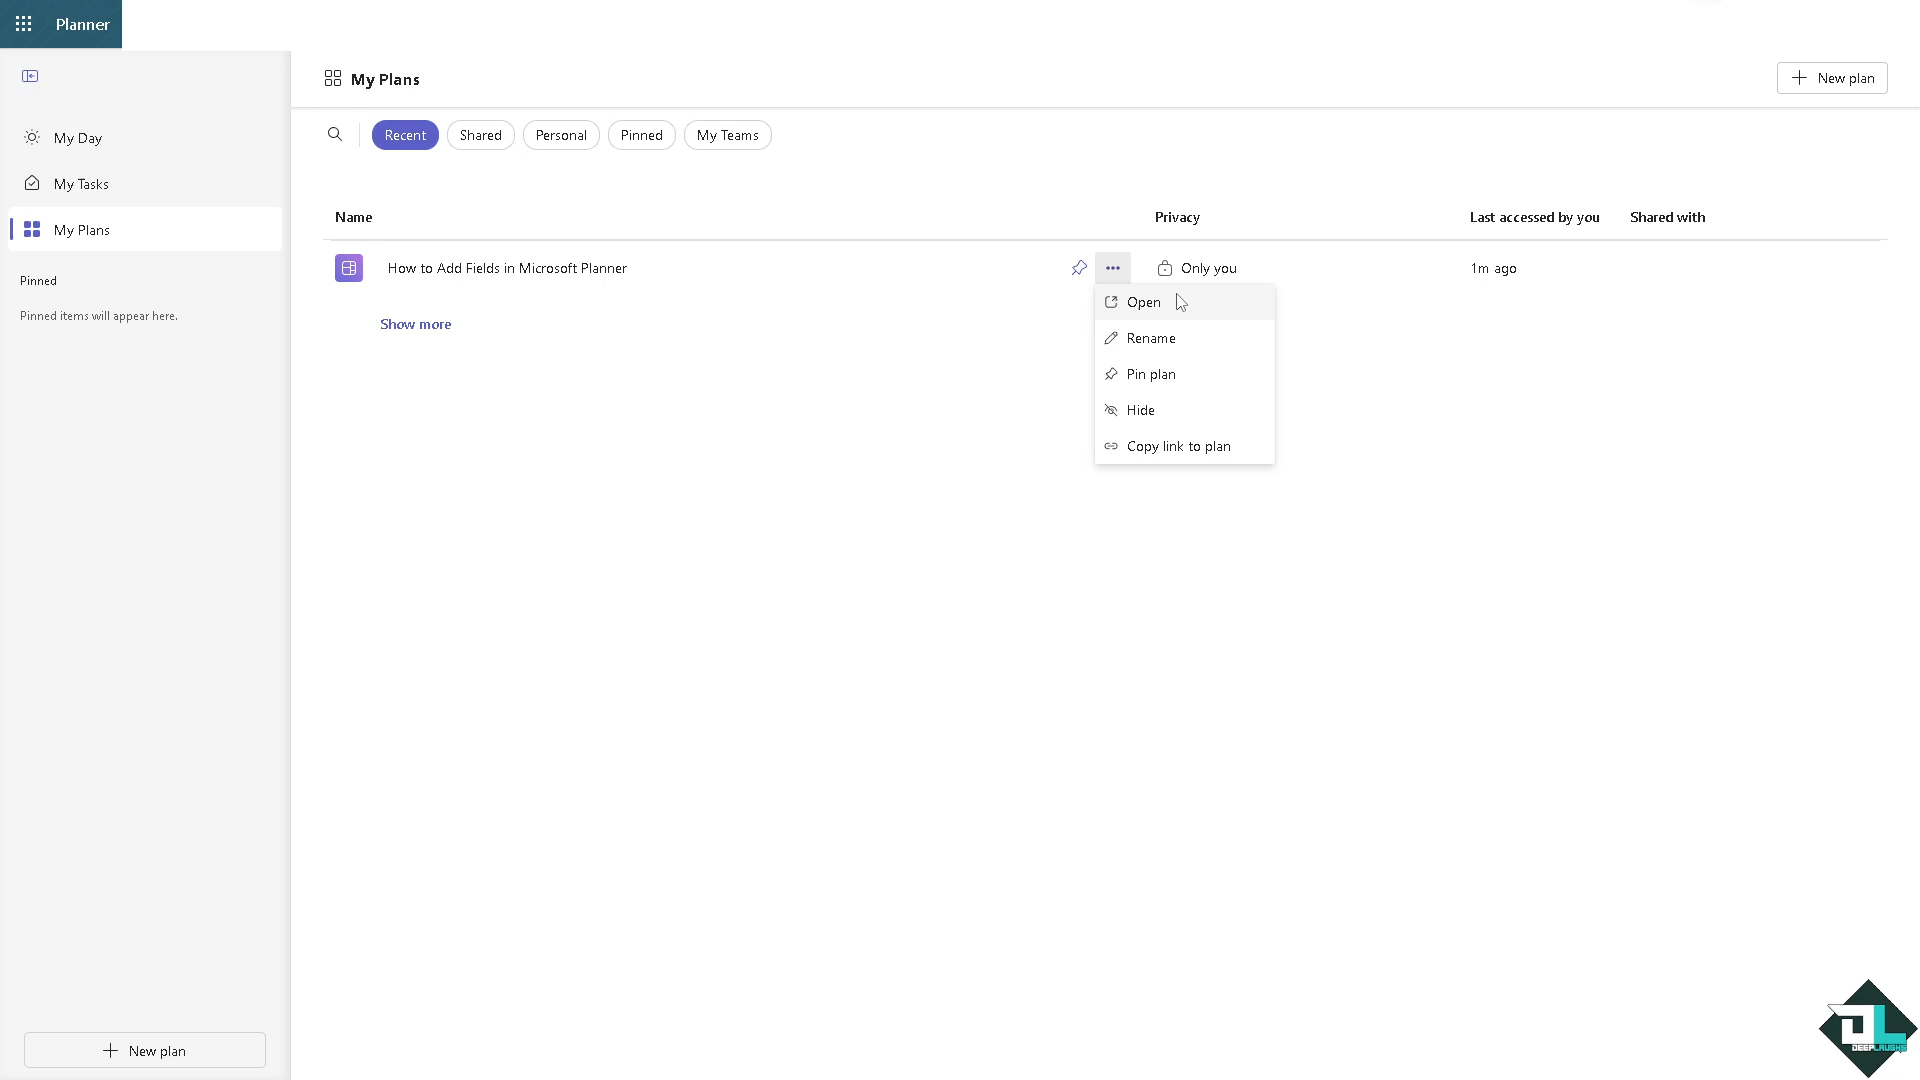 Planner
My Plans
New plan
My Day
Recent
Shared
Personal
Pinned
My Teams
My Tasks
My Plans
Name
Privacy
Last accessed by you
Shared with
How to Add Fields in Microsoft Planner
Only you
1m ago
Pinned
Open
Pinned items will appear here.
Show more
Rename
Pin plan
Hide
Copy link to plan
New plan
DEEPLAUGHS